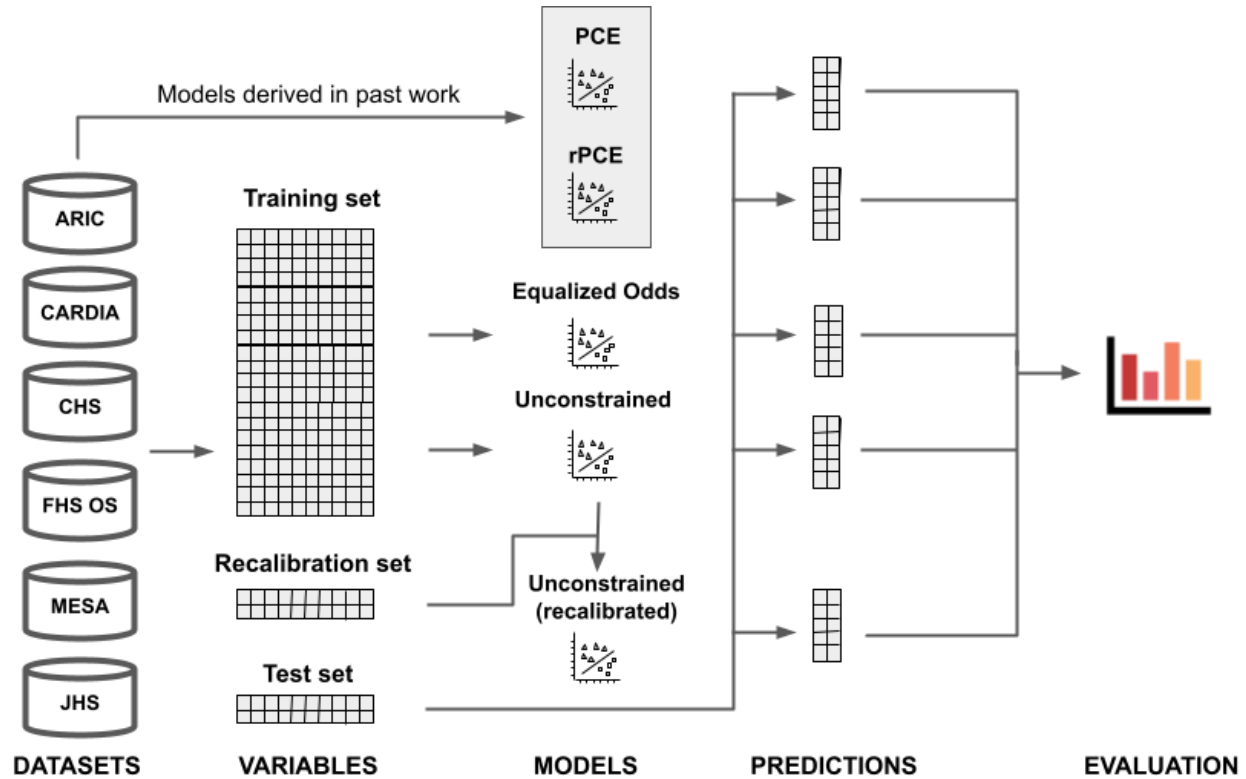 PCE
Models derived in past work
rPCE
Training set
ARIC
Equalized Odds
CARDIA
Unconstrained
CHS
FHS OS
Recalibration set
Unconstrained
(recalibrated)
MESA
Test set
JHS
DATASETS
VARIABLES
MODELS
PREDICTIONS
EVALUATION